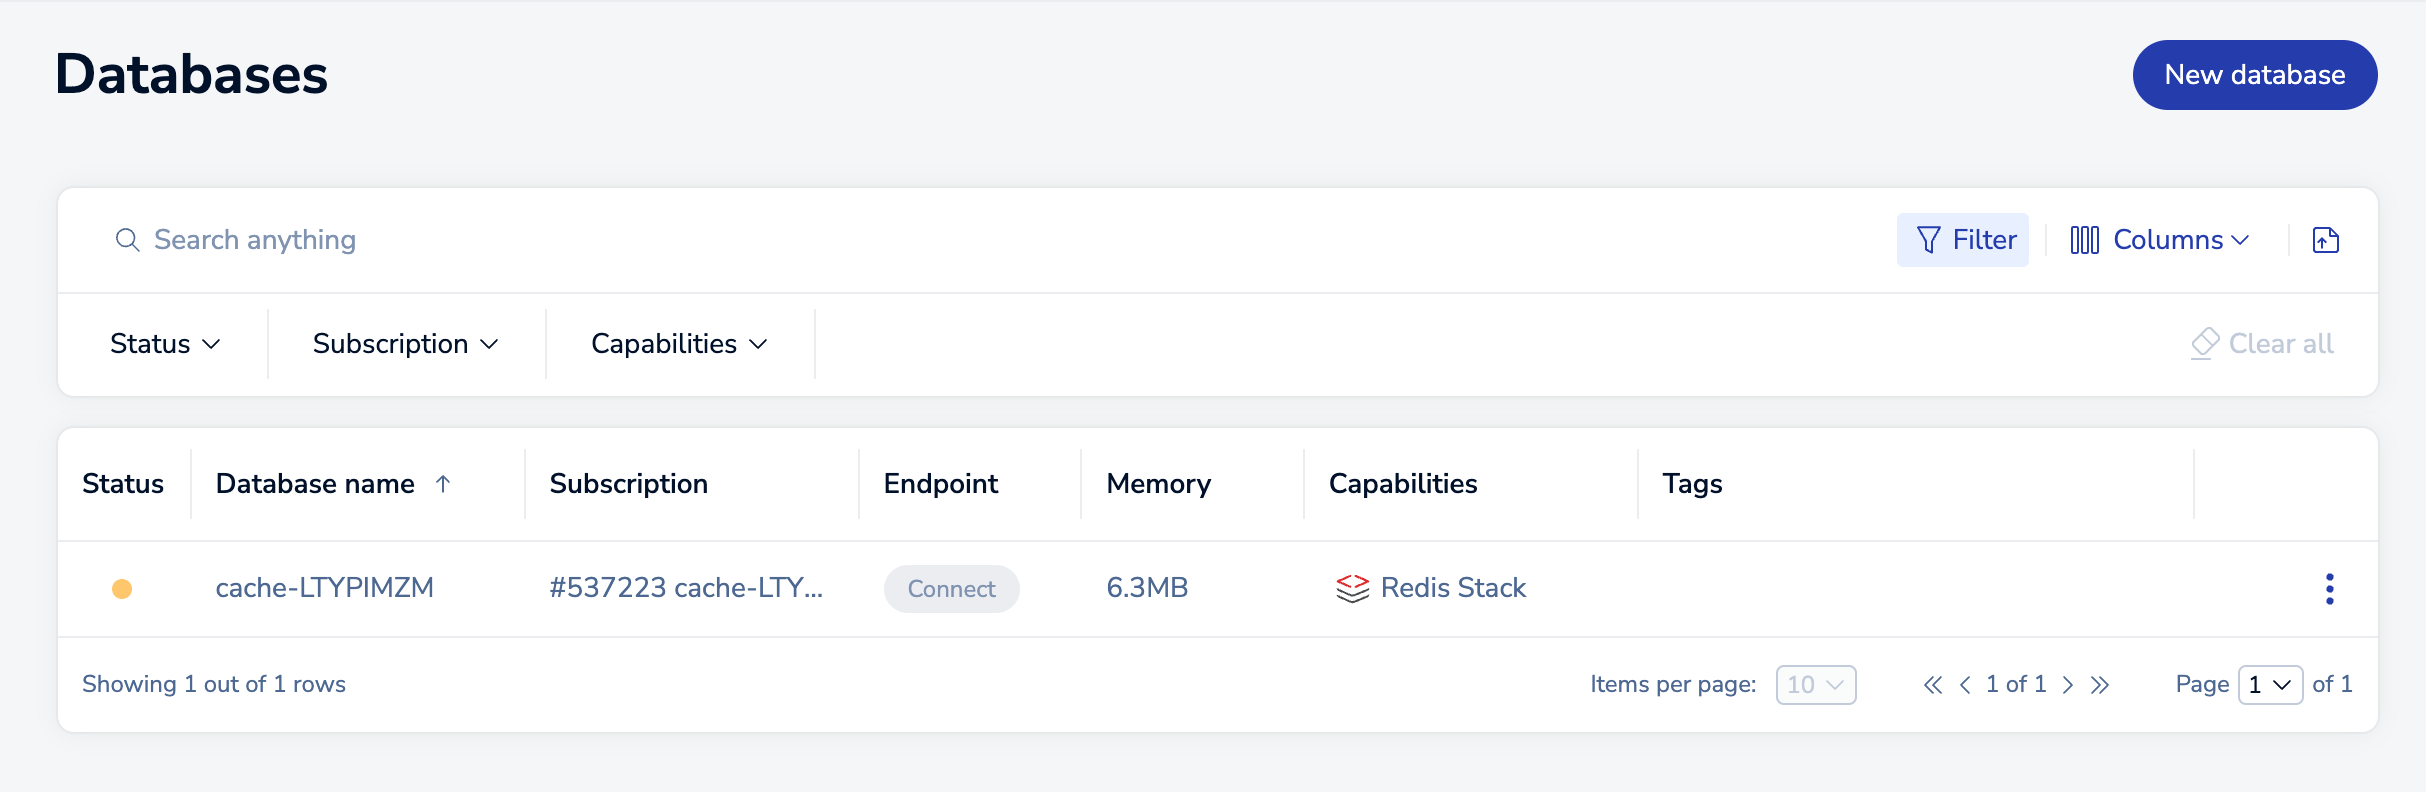 Databases
New database
Search anything
Filter
Columns
Status
Subscription
Capabilities
Clear all
Status Database name ↑ Subscription Endpoint Memory Capabilities Tags
cache-LTYPIMZM #537223 cache-LTY... Connect 6.3MB Redis Stack
Showing 1 out of 1 rows Items per page: 10 1 of 1 Page 1 of 1